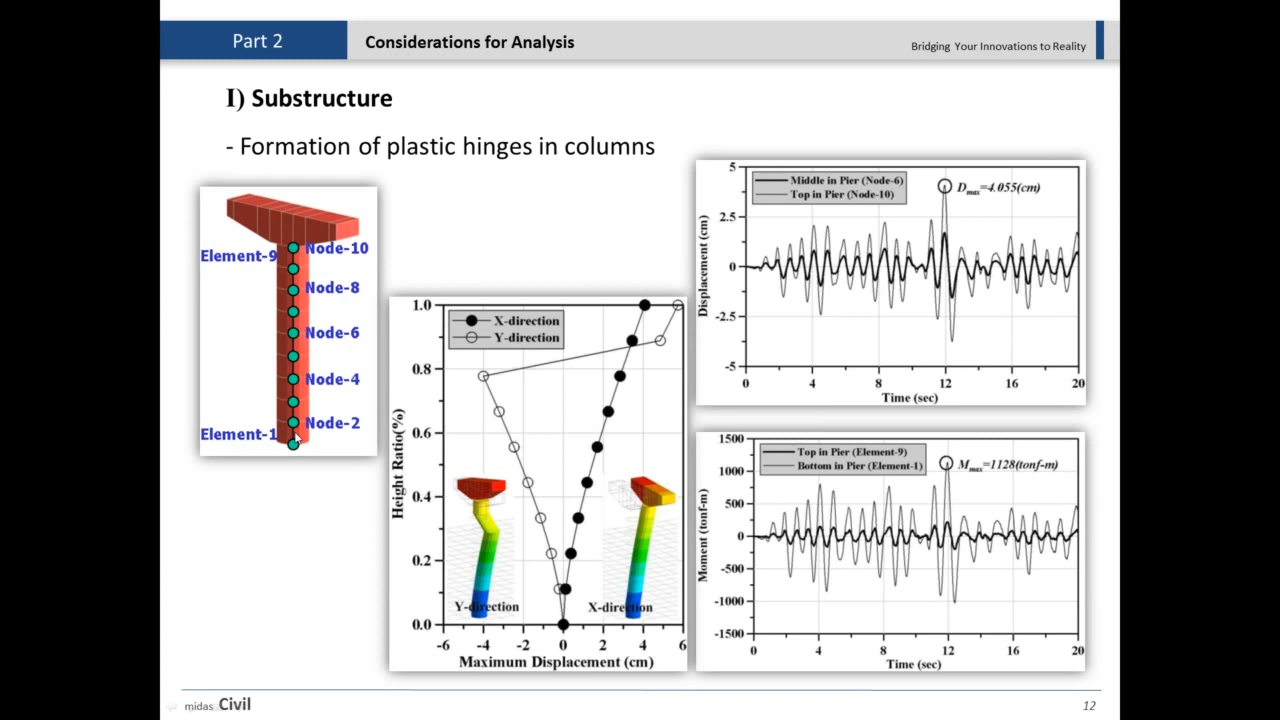 Part 2
Considerations for Analysis
Bridging Your Innovations to Reality
I) Substructure
- Formation of plastic hinges in columns
Element-9
Node-10
Node-8
Node-6
Node-4
Node-2
Element-1
1.0
0.8
0.6
0.4
0.2
0.0
Height Ratio(%)
X-direction
Y-direction
Y-direction
X-direction
-6 -4 -2 0 2 4 6
Maximum Displacement (cm)
5
2.5
0
-2.5
-5
Displacement (cm)
Middle in Pier (Node-6)
Top in Pier (Node-10)
Dmax=4.055(cm)
0 4 8 12 16 20
Time (sec)
1500
1000
500
0
-500
-1000
-1500
Moment (tonf-m)
Top in Pier (Element-9)
Bottom in Pier (Element-1)
Mmax=1128(tonf-m)
0 4 8 12 16 20
Time (sec)
midas Civil
12